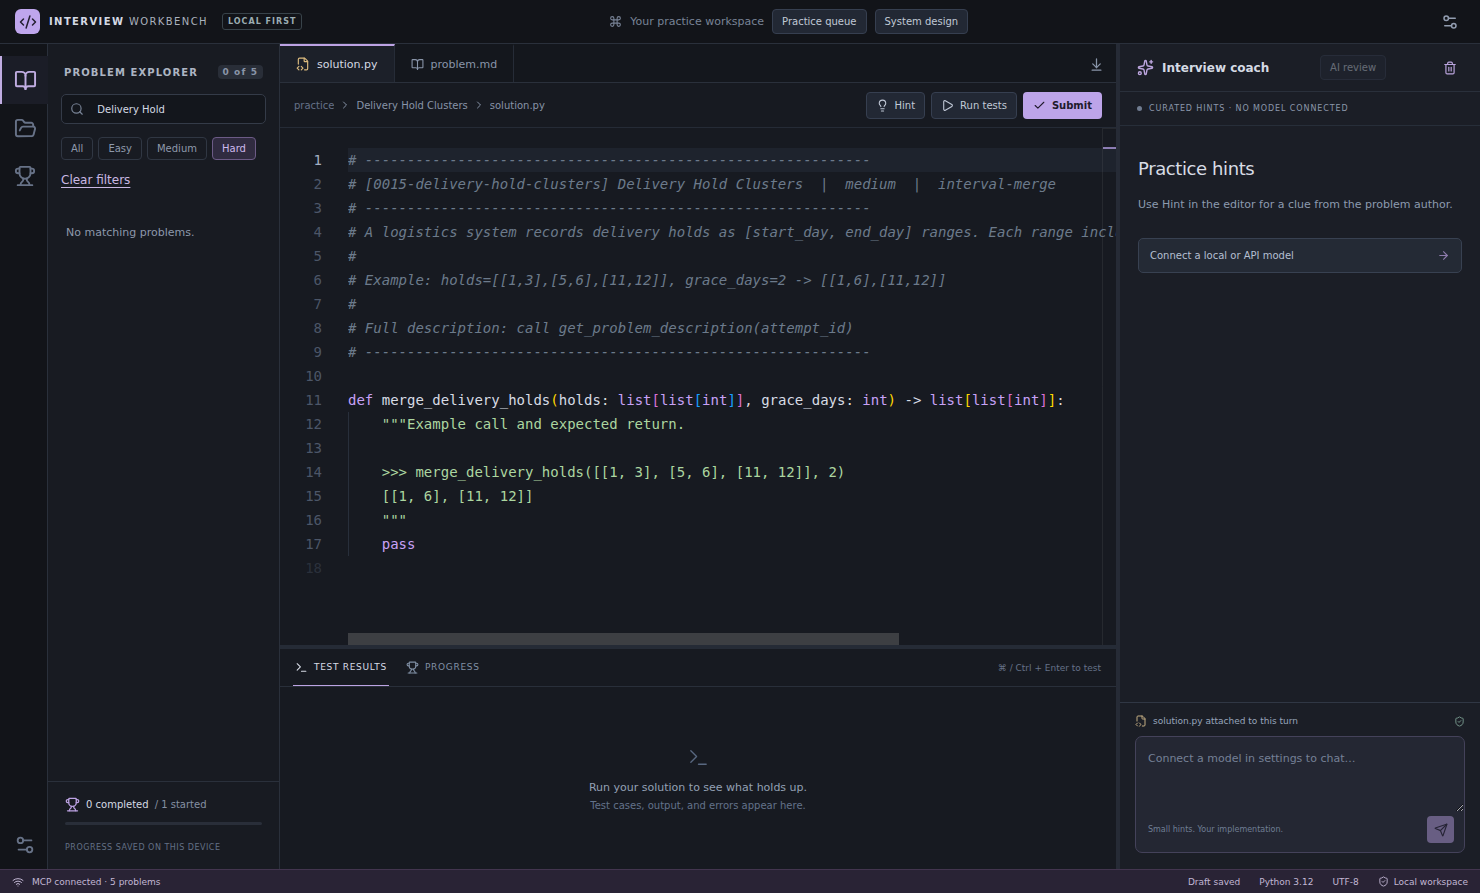 INTERVIEW WORKBENCH LOCAL FIRST
Your practice workspace Practice queue System design
PROBLEM EXPLORER 0 of 5
Delivery Hold
All Easy Medium Hard
Clear filters
No matching problems.
0 completed / 1 started
PROGRESS SAVED ON THIS DEVICE
solution.py problem.md
practice > Delivery Hold Clusters > solution.py
Hint Run tests Submit
1 # ------------------------------------------------------------
2 # [0015-delivery-hold-clusters] Delivery Hold Clusters | medium | interval-merge
3 # ------------------------------------------------------------
4 # A logistics system records delivery holds as [start_day, end_day] ranges. Each range incl
5 #
6 # Example: holds=[[1,3],[5,6],[11,12]], grace_days=2 -> [[1,6],[11,12]]
7 #
8 # Full description: call get_problem_description(attempt_id)
9 # ------------------------------------------------------------
10
11 def merge_delivery_holds(holds: list[list[int]], grace_days: int) -> list[list[int]]:
12     """Example call and expected return.
13
14     >>> merge_delivery_holds([[1, 3], [5, 6], [11, 12]], 2)
15     [[1, 6], [11, 12]]
16     """
17     pass
18
TEST RESULTS PROGRESS ⌘ / Ctrl + Enter to test
Run your solution to see what holds up.
Test cases, output, and errors appear here.
Interview coach AI review
CURATED HINTS · NO MODEL CONNECTED
Practice hints
Use Hint in the editor for a clue from the problem author.
Connect a local or API model
solution.py attached to this turn
Connect a model in settings to chat...
Small hints. Your implementation.
MCP connected · 5 problems
Draft saved Python 3.12 UTF-8 Local workspace